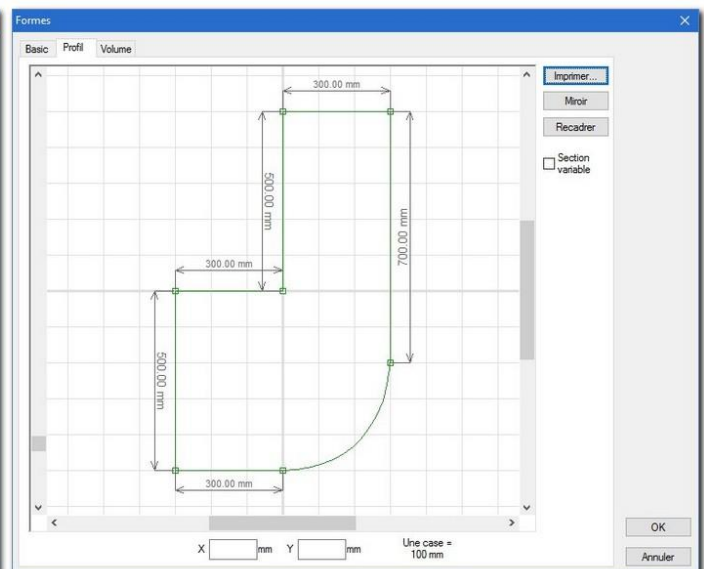 Formes
Basic
Profil
Volume
300.00 mm
500.00 mm
700.00 mm
300.00 mm
500.00 mm
300.00 mm
Imprimer...
Miroir
Recadrer
Section
variable
X mm Y mm
Une case =
100 mm
OK
Annuler